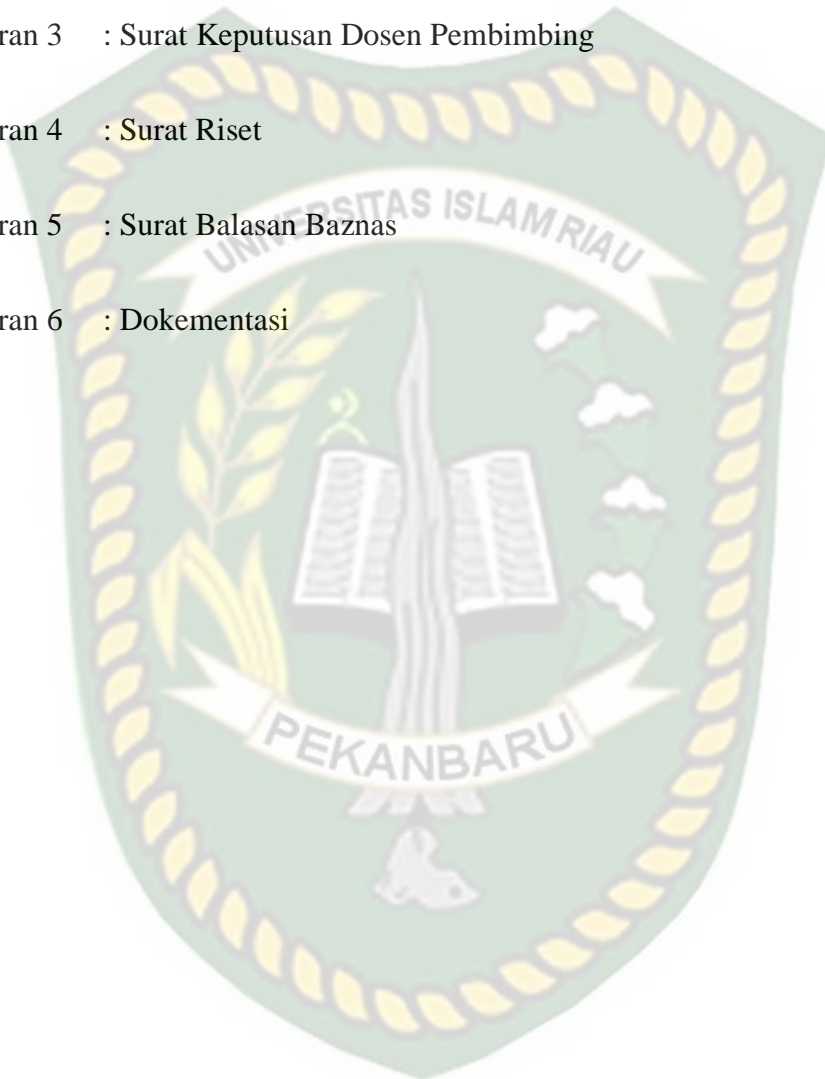 ran 3 : Surat Keputusan Dosen Pembimbing
ran 4 : Surat Riset
UNIVERSITAS ISLAM RIAU
ran 5 : Surat Balasan Baznas
ran 6 : Dokementasi
PEKANBARU